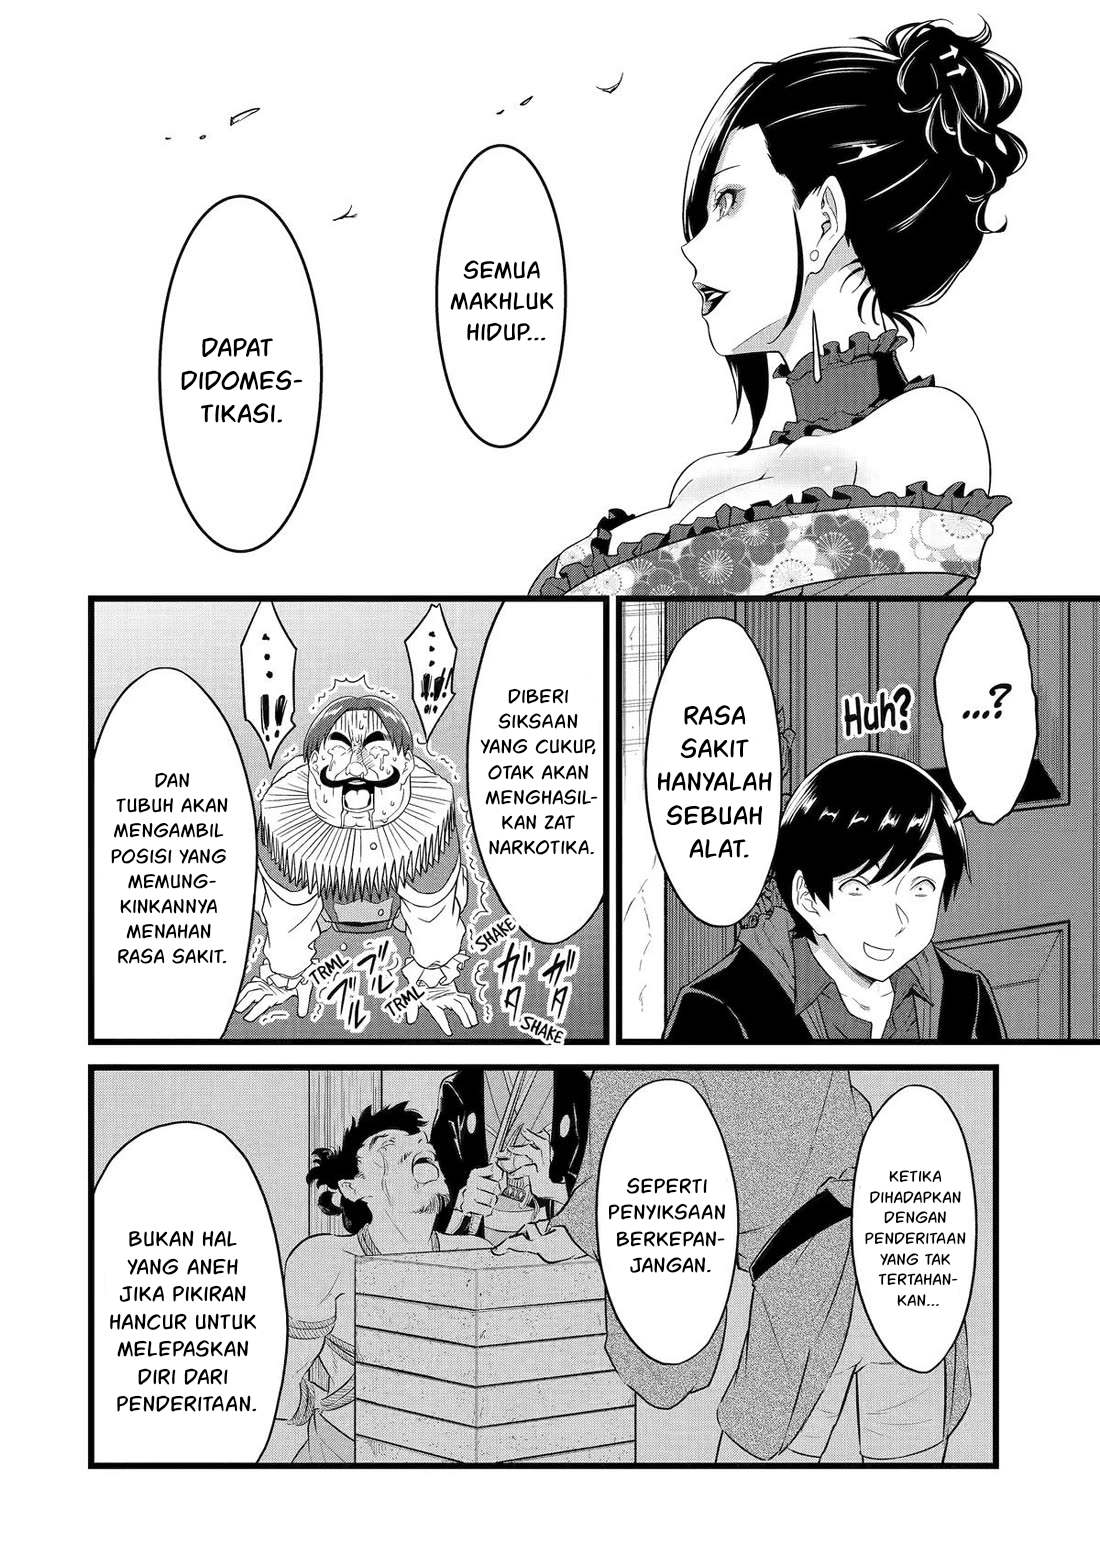 SEMUA
MAKHLUK
HIDUP...
DAPAT
DIDOMES-
TIKASI.
...?
Huh?
RASA
SAKIT
HANYALAH
SEBUAH
ALAT.
DIBERI
SIKSAAN
YANG CUKUP,
OTAK AKAN
MENGHASIL-
KAN ZAT
NARKOTIKA.
...!!
...!!
DAN
TUBUH AKAN
MENGAMBIL
POSISI YANG
MEMUNG-
KINKANNYA
MENAHAN
RASA SAKIT.
SHAKE
ガタ
ガタ
SHAKE
TRML
ブル
ブル
TRML
KETIKA
DIHADAPKAN
DENGAN
PENDERITAAN
YANG TAK
TERTAHAN-
KAN...
SEPERTI
PENYIKSAAN
BERKEPAN-
JANGAN.
BUKAN HAL
YANG ANEH
JIKA PIKIRAN
HANCUR UNTUK
MELEPASKAN
DIRI DARI
PENDERITAAN.